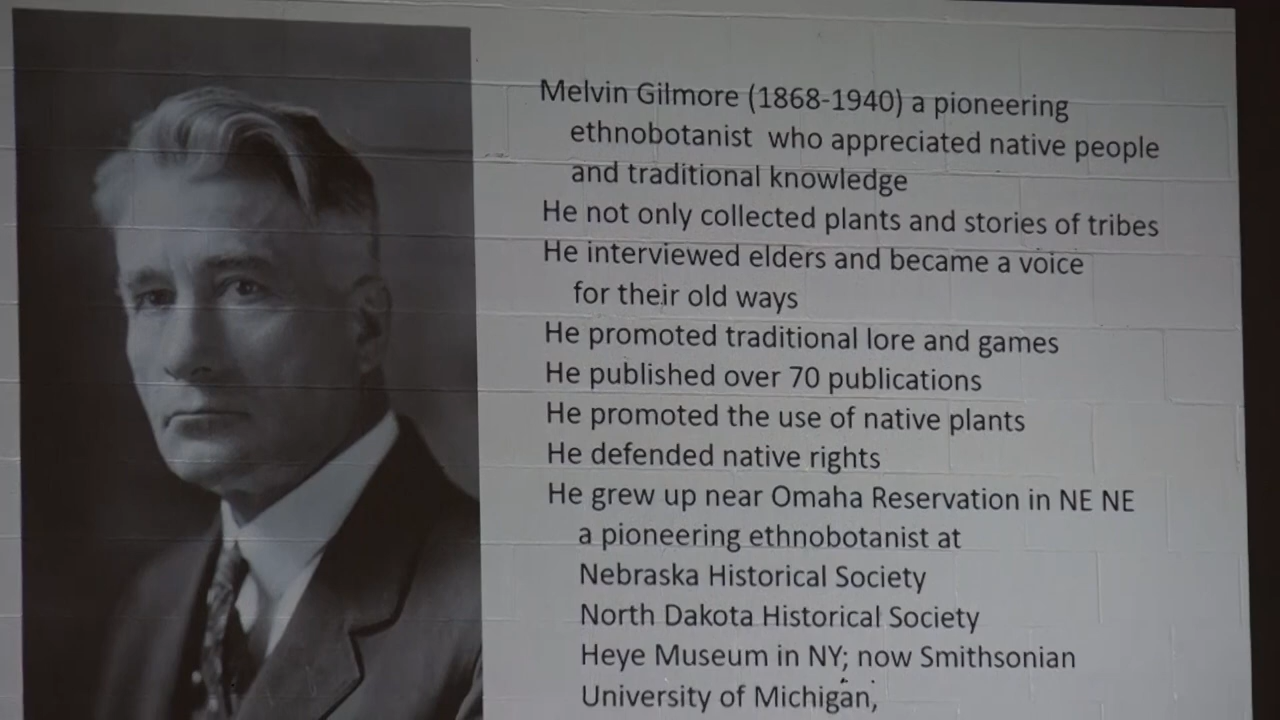 Melvin Gilmore (1868-1940) a pioneering
ethnobotanist who appreciated native people
and traditional knowledge
He not only collected plants and stories of tribes
He interviewed elders and became a voice
for their old ways
He promoted traditional lore and games
He published over 70 publications
He promoted the use of native plants
He defended native rights
He grew up near Omaha Reservation in NE NE
a pioneering ethnobotanist at
Nebraska Historical Society
North Dakota Historical Society
Heye Museum in NY; now Smithsonian
University of Michigan,